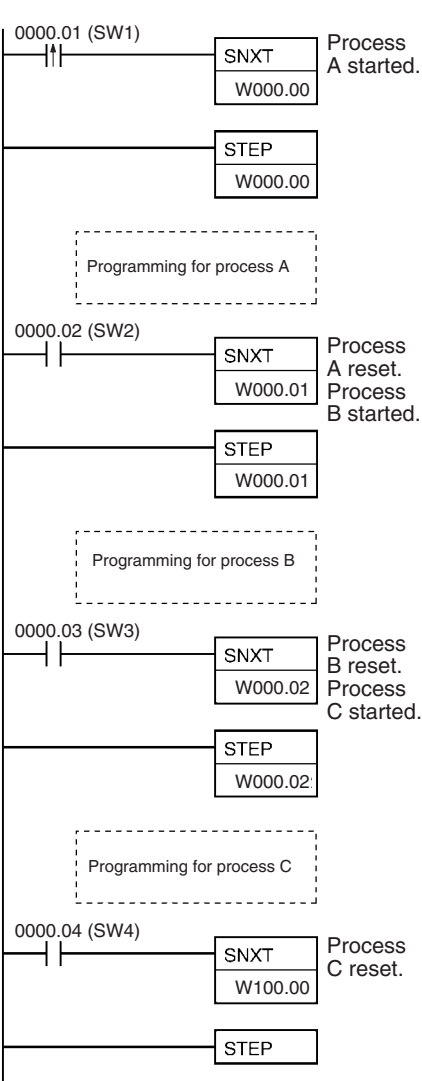 0000.01 (SW1)
SNXT
W000.00
Process
A started.
STEP
W000.00
Programming for process A
0000.02 (SW2)
SNXT
W000.01
Process
A reset.
Process
B started.
STEP
W000.01
Programming for process B
0000.03 (SW3)
SNXT
W000.02
Process
B reset.
Process
C started.
STEP
W000.02
Programming for process C
0000.04 (SW4)
SNXT
W100.00
Process
C reset.
STEP